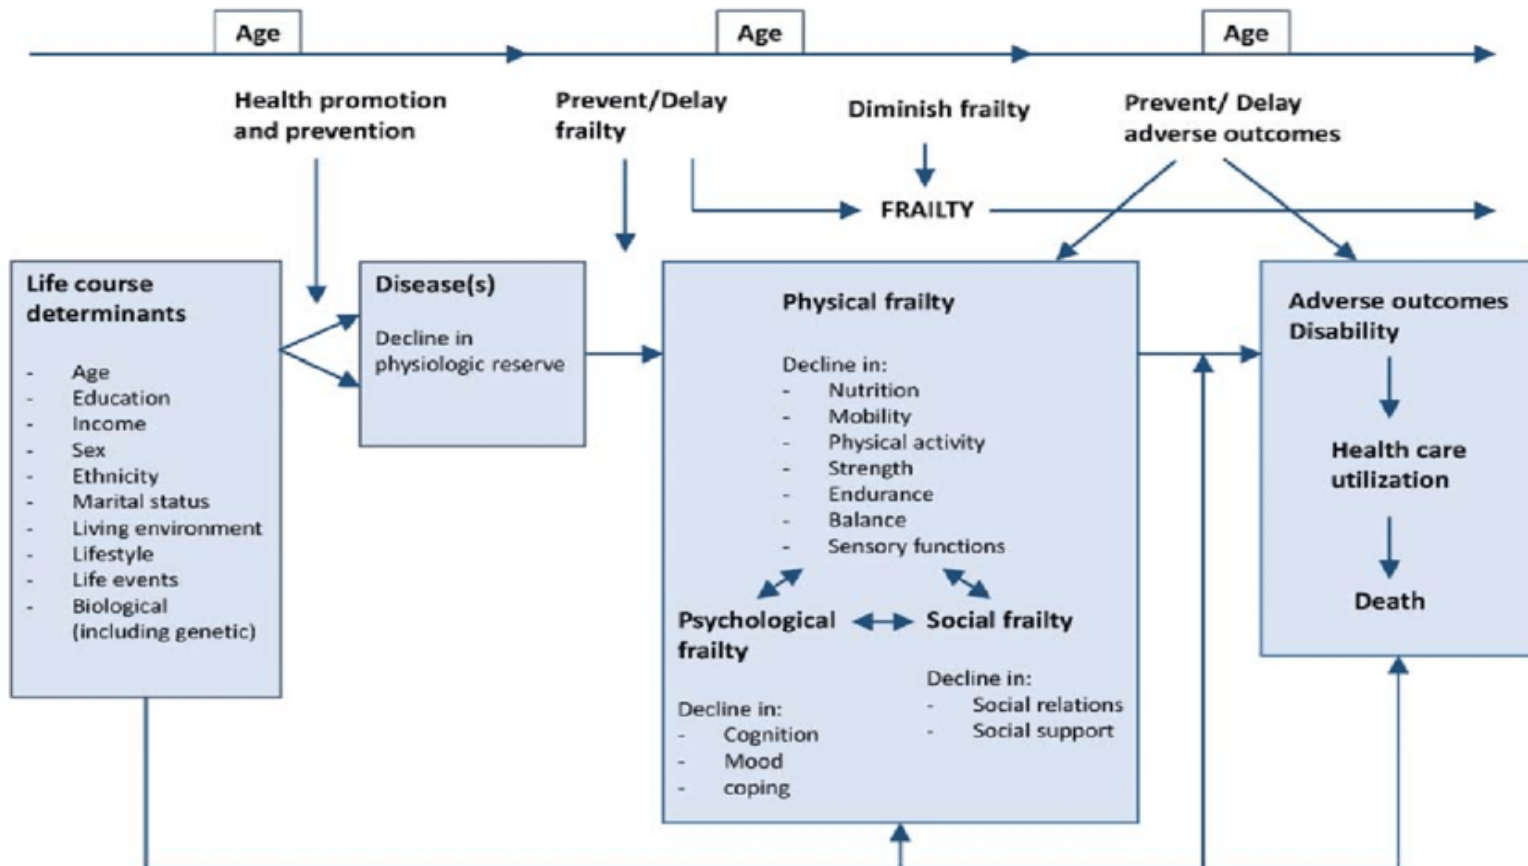 Age
Age
Age
Health promotion
and prevention
Prevent/Delay
frailty
Diminish frailty
Prevent/ Delay
adverse outcomes
FRAILTY
Life course
determinants
- Age
- Education
- Income
- Sex
- Ethnicity
- Marital status
- Living environment
- Lifestyle
- Life events
- Biological
(including genetic)
Disease(s)
Decline in
physiologic reserve
Physical frailty
Decline in:
- Nutrition
- Mobility
- Physical activity
- Strength
- Endurance
- Balance
- Sensory functions
Psychological
frailty
Decline in:
- Cognition
- Mood
- coping
Social frailty
Decline in:
- Social relations
- Social support
Adverse outcomes
Disability
Health care
utilization
Death